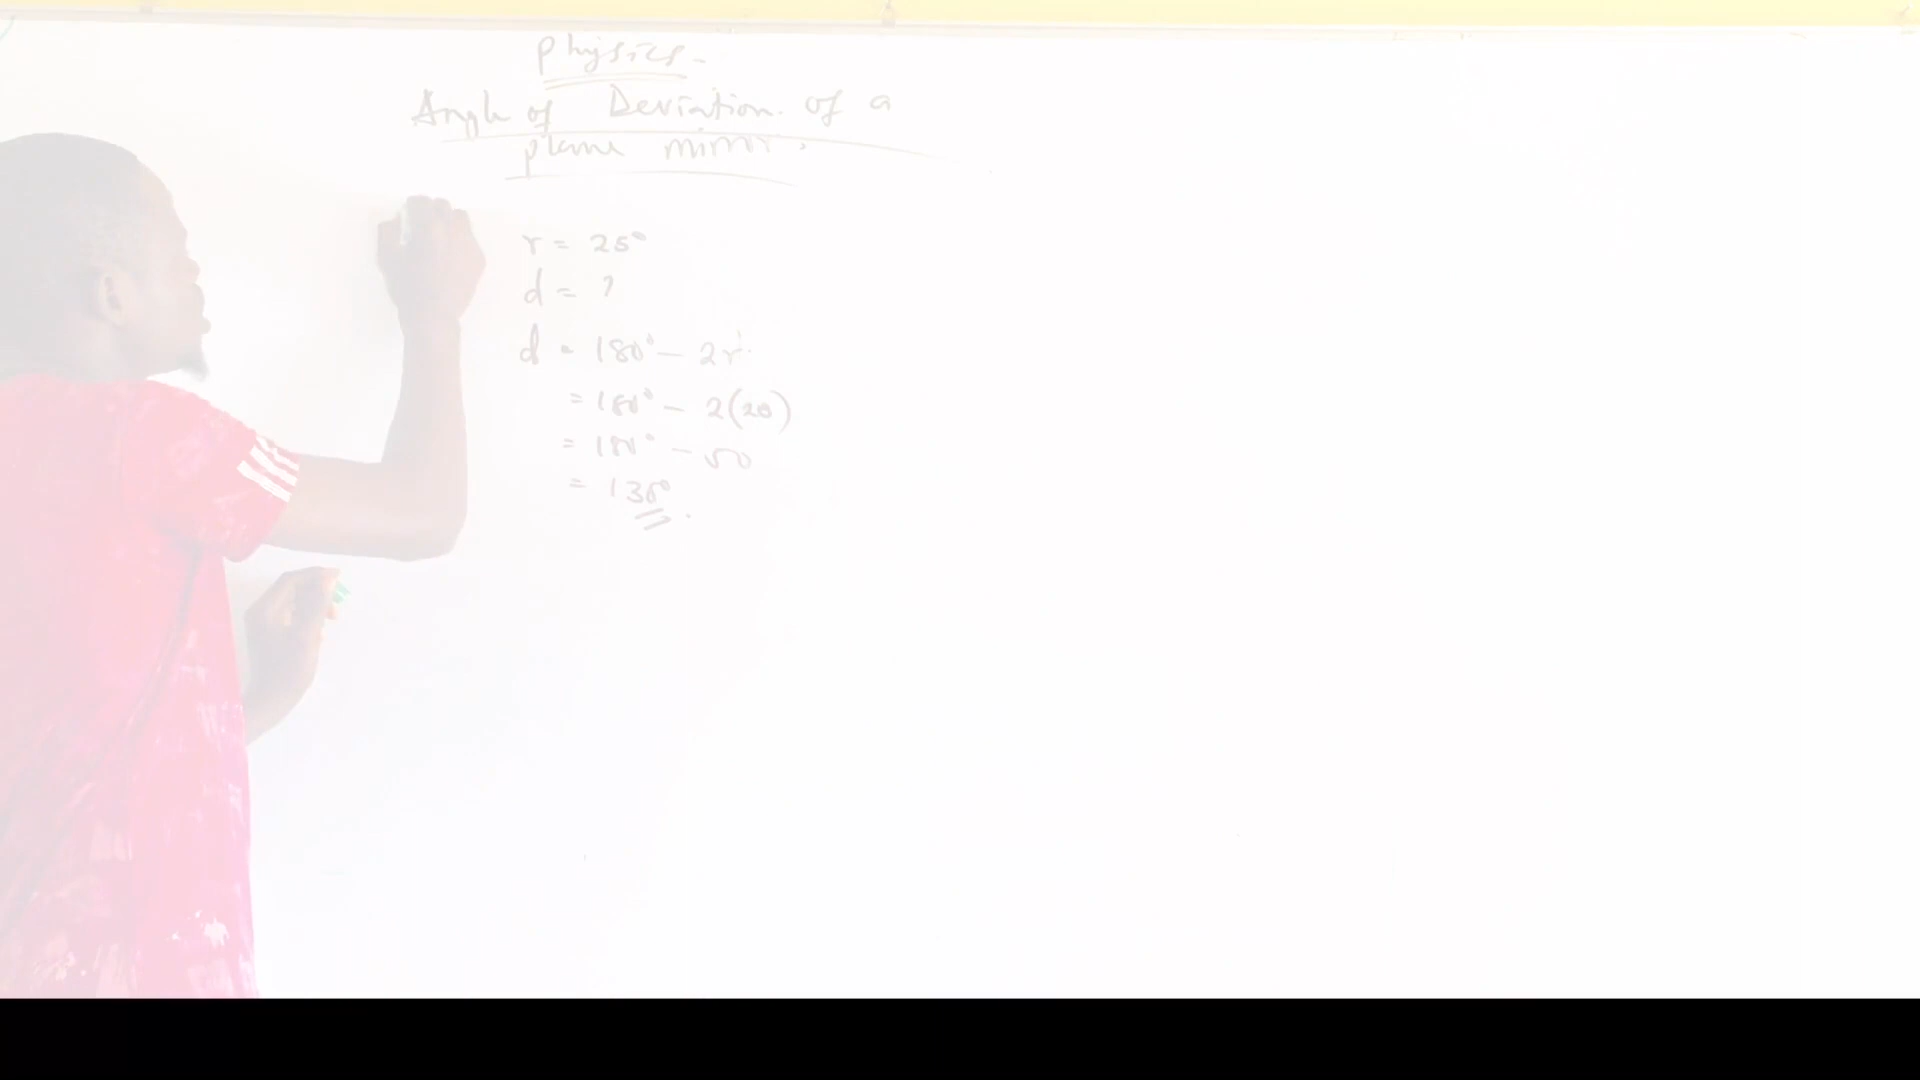 Physics -
Angle of Deviation. of a
plane mirror.
r = 25°
d = ?
d = 180° - 2r
= 180° - 2(25)
= 180° - 50
= 130°